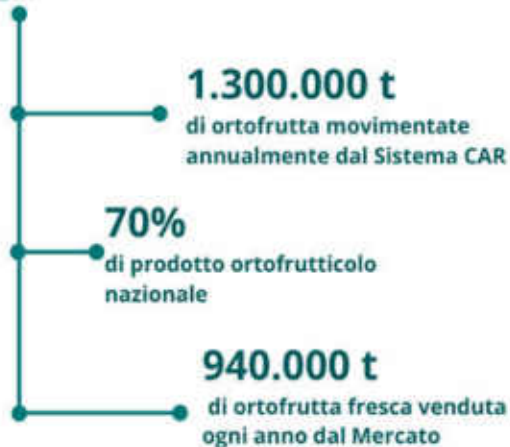 1.300.000 t
di ortofrutta movimentate
annualmente dal Sistema CAR
70%
di prodotto ortofrutticolo
nazionale
940.000 t
di ortofrutta fresca venduta
ogni anno dal Mercato